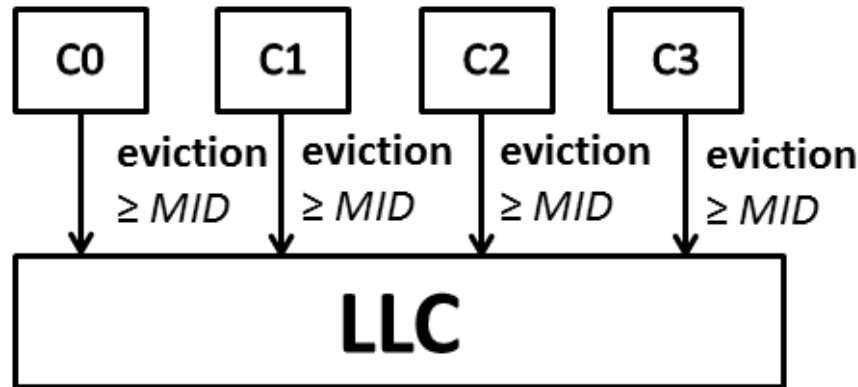 C0 C1 C2 C3
eviction eviction eviction eviction
≥ MID ≥ MID ≥ MID ≥ MID
LLC